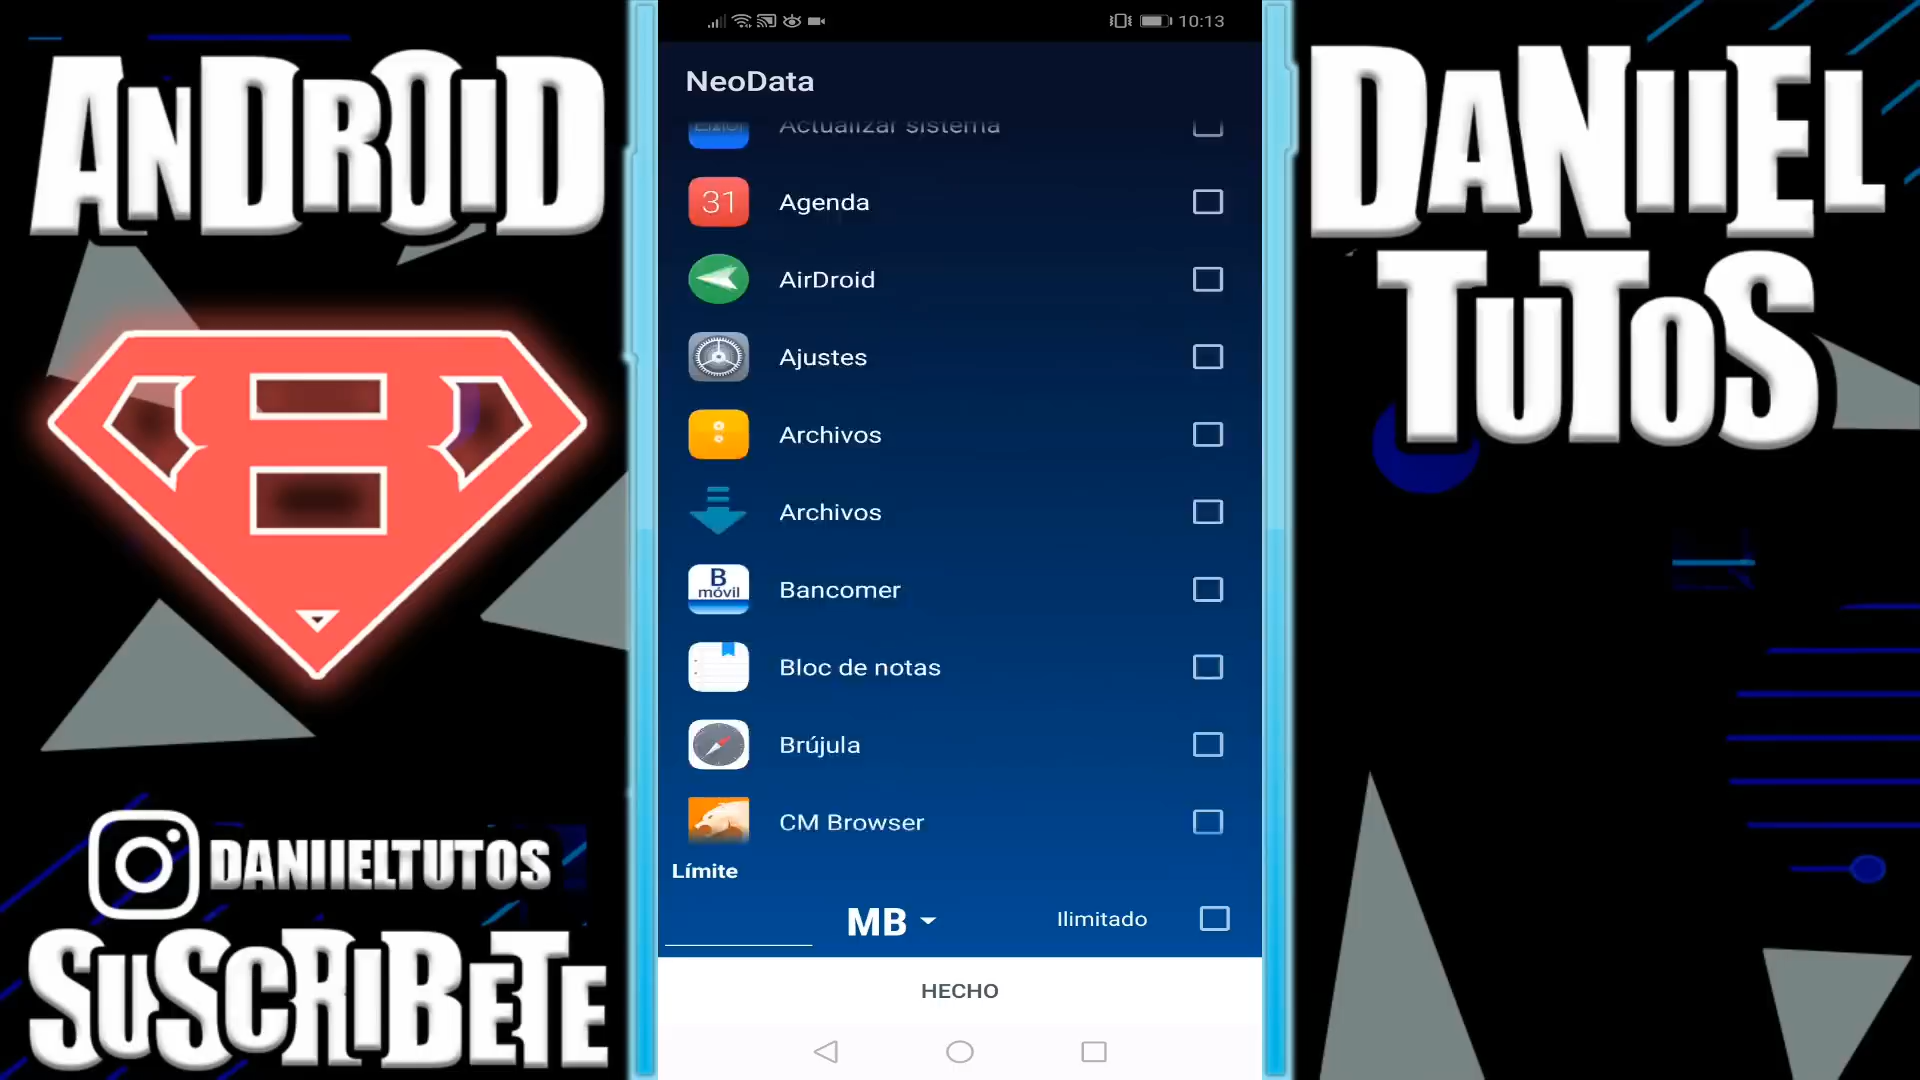 ANDROID
DANIIEL
TUTOS
10:13
NeoData
Actualizar sistema
31
Agenda
AirDroid
Ajustes
Archivos
Archivos
B
móvil
Bancomer
Bloc de notas
Brújula
CM Browser
Límite
MB
Ilimitado
HECHO
DANIIELTUTOS
SUSCRIBETE